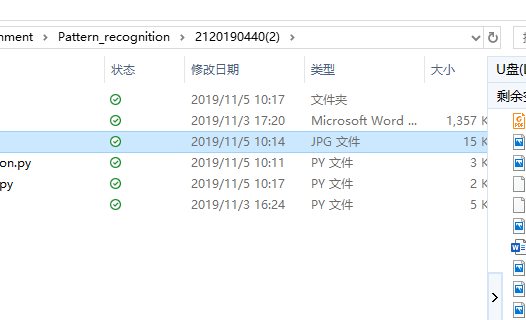 nment > Pattern_recognition > 2120190440(2) >
状态 修改日期 类型 大小 U盘(
剩余
2019/11/5 10:17 文件夹
2019/11/3 17:20 Microsoft Word ... 1,357 K
2019/11/5 10:14 JPG 文件 15 K
on.py 2019/11/5 10:11 PY 文件 3 K
.py 2019/11/5 10:17 PY 文件 2 K
2019/11/3 16:24 PY 文件 5 K